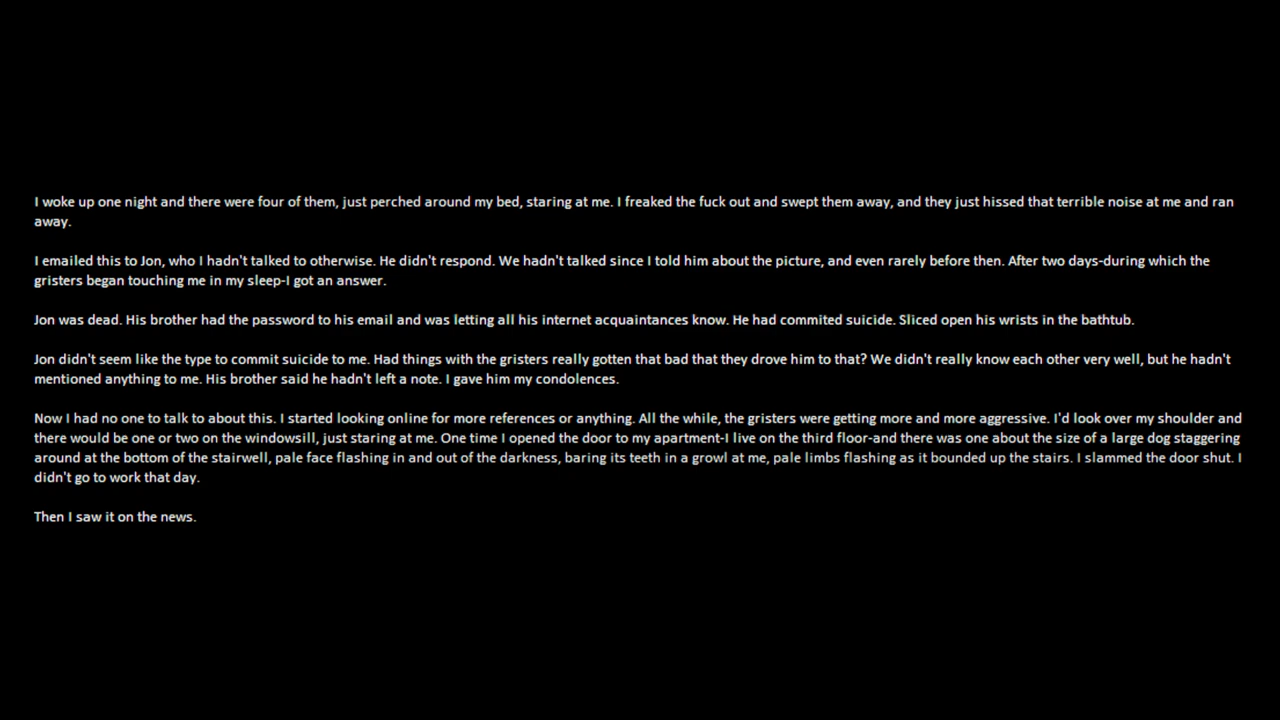 I woke up one night and there were four of them, just perched around my bed, staring at me. I freaked the fuck out and swept them away, and they just hissed that terrible noise at me and ran
away.
I emailed this to Jon, who I hadn't talked to otherwise. He didn't respond. We hadn't talked since I told him about the picture, and even rarely before then. After two days-during which the
gristers began touching me in my sleep-I got an answer.
Jon was dead. His brother had the password to his email and was letting all his internet acquaintances know. He had commited suicide. Sliced open his wrists in the bathtub.
Jon didn't seem like the type to commit suicide to me. Had things with the gristers really gotten that bad that they drove him to that? We didn't really know each other very well, but he hadn't
mentioned anything to me. His brother said he hadn't left a note. I gave him my condolences.
Now I had no one to talk to about this. I started looking online for more references or anything. All the while, the gristers were getting more and more aggressive. I'd look over my shoulder and
there would be one or two on the windowsill, just staring at me. One time I opened the door to my apartment-I live on the third floor-and there was one about the size of a large dog staggering
around at the bottom of the stairwell, pale face flashing in and out of the darkness, baring its teeth in a growl at me, pale limbs flashing as it bounded up the stairs. I slammed the door shut. I
didn't go to work that day.
Then I saw it on the news.